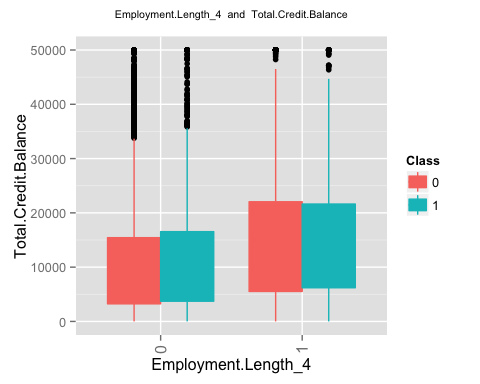 Employment.Length_4 and Total.Credit.Balance
50000
40000
30000
20000
10000
0
Total.Credit.Balance
0
1
Employment.Length_4
Class
0
1